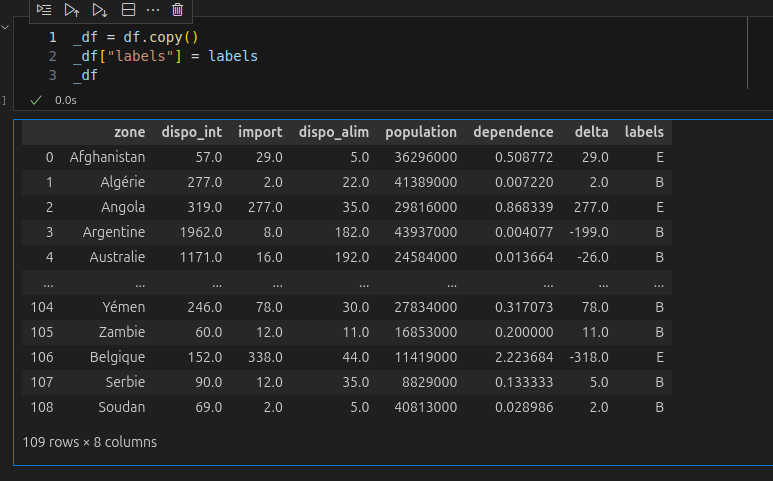 1 _df = df.copy()
2 _df["labels"] = labels
3 _df
] 0.0s
zone dispo_int import dispo_alim population dependence delta labels
0 Afghanistan 57.0 29.0 5.0 36296000 0.508772 29.0 E
1 Algérie 277.0 2.0 22.0 41389000 0.007220 2.0 B
2 Angola 319.0 277.0 35.0 29816000 0.868339 277.0 E
3 Argentine 1962.0 8.0 182.0 43937000 0.004077 -199.0 B
4 Australie 1171.0 16.0 192.0 24584000 0.013664 -26.0 B
... ... ... ... ... ... ... ... ...
104 Yémen 246.0 78.0 30.0 27834000 0.317073 78.0 B
105 Zambie 60.0 12.0 11.0 16853000 0.200000 11.0 B
106 Belgique 152.0 338.0 44.0 11419000 2.223684 -318.0 E
107 Serbie 90.0 12.0 35.0 8829000 0.133333 5.0 B
108 Soudan 69.0 2.0 5.0 40813000 0.028986 2.0 B
109 rows × 8 columns